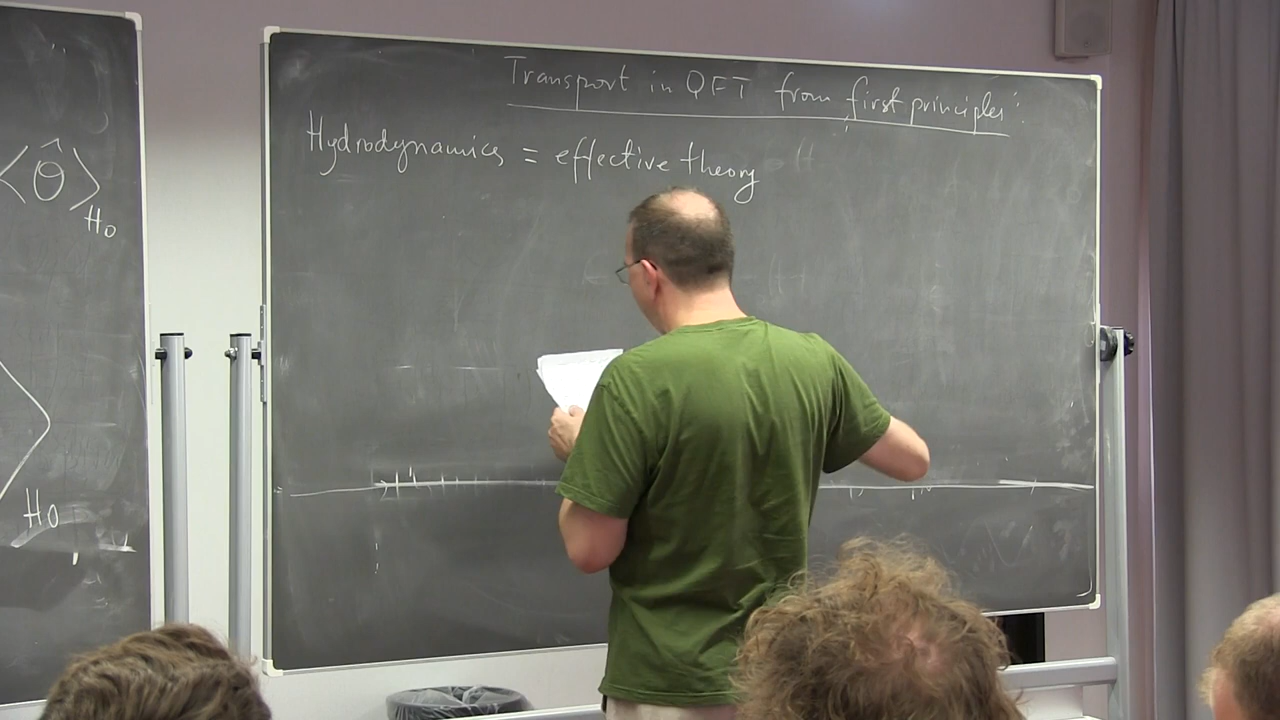 Transport in QFT from first principles:
Hydrodynamics = effective theory
⟨Ô⟩H₀
⟩H₀